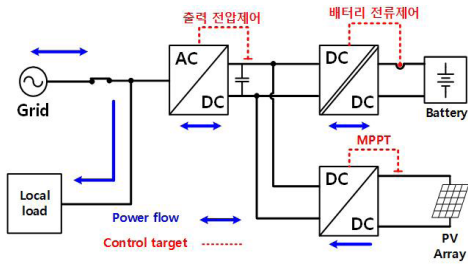 출력 전압제어
배터리 전류제어
AC
DC
DC
DC
Grid
Battery
MPPT
Local
load
DC
DC
Power flow
Control target
PV
Array